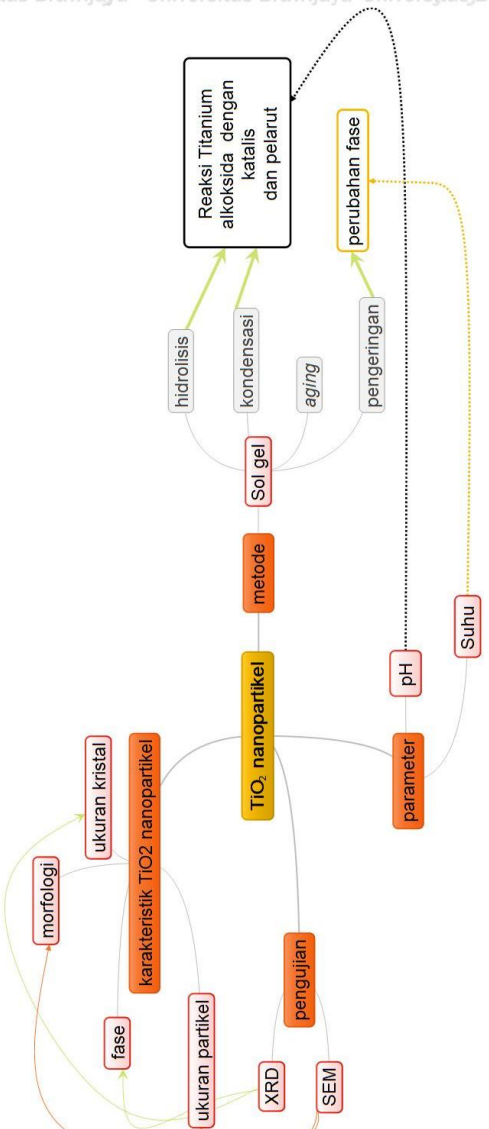 Reaksi Titanium
alkoksida dengan
katalis
dan pelarut
perubahan fase
hidrolisis
kondensasi
aging
pengeringan
Sol gel
metode
TiO₂ nanopartikel
karakteristik TiO2 nanopartikel
ukuran kristal
morfologi
fase
ukuran partikel
pengujian
XRD
SEM
parameter
pH
Suhu